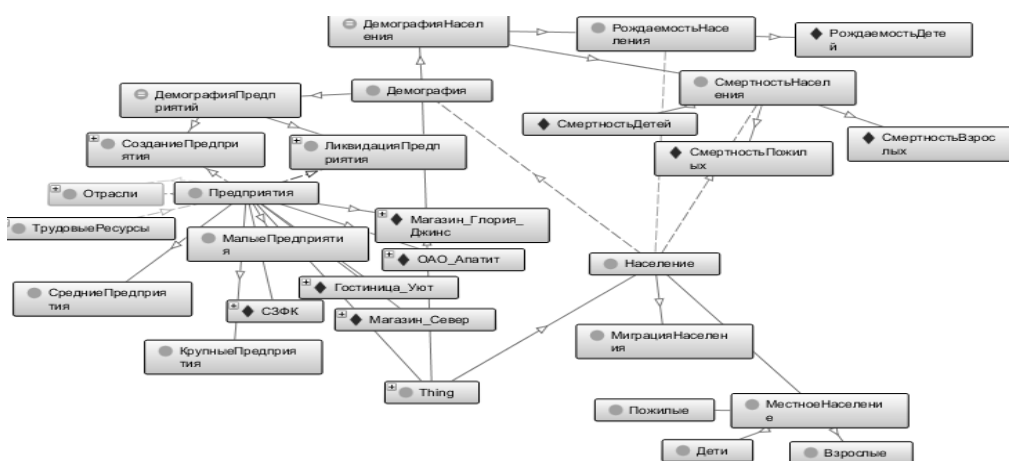 ДемографияНасел
ения
РождаемостьНасе
ления
РождаемостьДете
й
ДемографияПредп
риятий
Демография
СмертностьНасел
ения
СмертностьДетей
СмертностьВзрос
лых
СозданиеПредпри
ятия
ЛиквидацияПредп
риятия
СмертностьПожил
ых
Отрасли
Предприятия
ТрудовыеРесурсы
МалыеПредприяти
я
Магазин_Глория_
Джинс
ОАО_Апатит
Население
СредниеПредприя
тия
СЗФК
Гостиница_Уют
Магазин_Север
МиграцияНаселен
ия
КрупныеПредприя
тия
Thing
Пожилые
МестноеНаселени
е
Дети
Взрослые